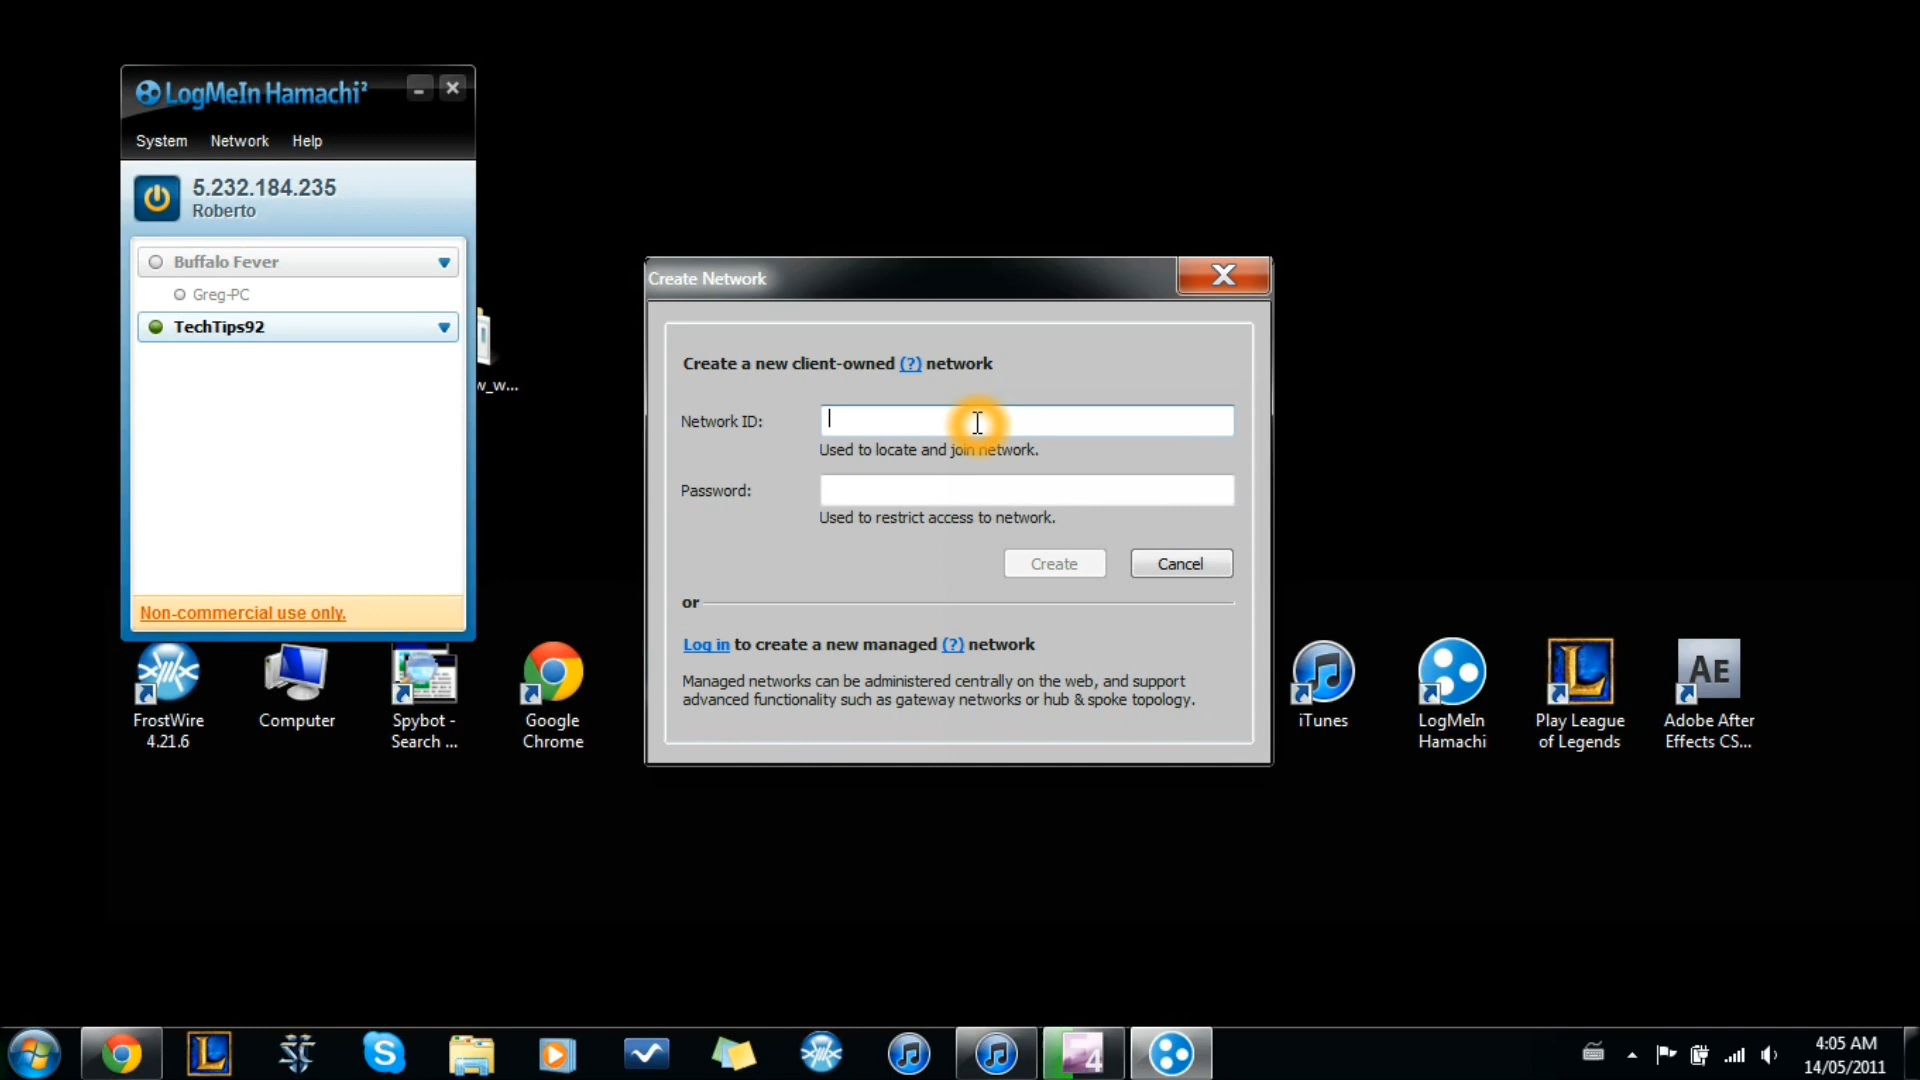 LogMeIn Hamachi²
System Network Help
5.232.184.235
Roberto
Buffalo Fever
Greg-PC
TechTips92
Non-commercial use only.
w_w...
Create Network
Create a new client-owned (?) network
Network ID:
Used to locate and join network.
Password:
Used to restrict access to network.
Create Cancel
or
Log in to create a new managed (?) network
Managed networks can be administered centrally on the web, and support
advanced functionality such as gateway networks or hub & spoke topology.
FrostWire
4.21.6
Computer
Spybot -
Search ...
Google
Chrome
iTunes
LogMeIn
Hamachi
Play League
of Legends
AE
Adobe After
Effects CS...
L
S
4
4:05 AM
14/05/2011